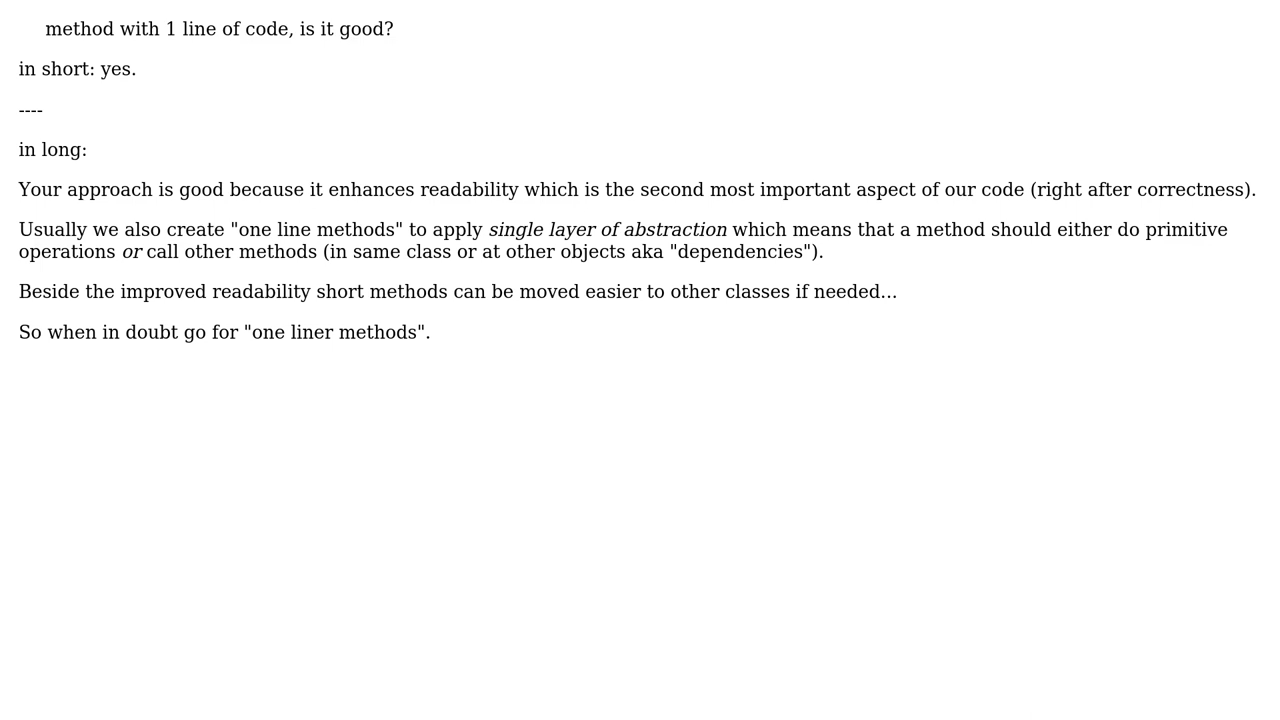 method with 1 line of code, is it good?
in short: yes.
----
in long:
Your approach is good because it enhances readability which is the second most important aspect of our code (right after correctness).
Usually we also create "one line methods" to apply single layer of abstraction which means that a method should either do primitive
operations or call other methods (in same class or at other objects aka "dependencies").
Beside the improved readability short methods can be moved easier to other classes if needed...
So when in doubt go for "one liner methods".